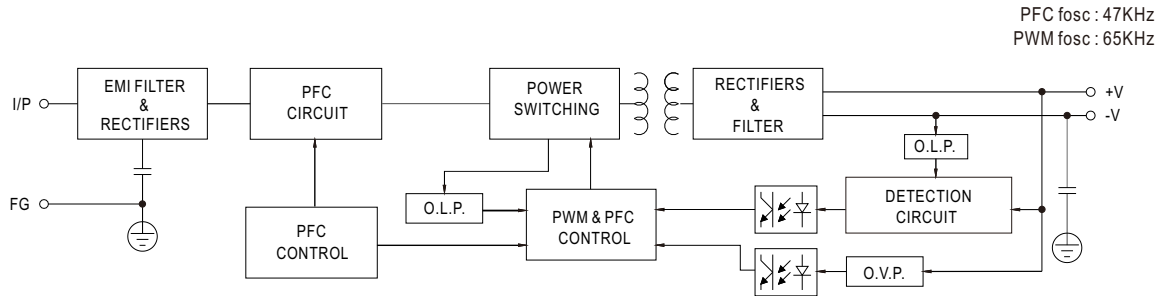 PFC fosc : 47KHz
PWM fosc : 65KHz
I/P
EMI FILTER
&
RECTIFIERS
PFC
CIRCUIT
POWER
SWITCHING
RECTIFIERS
&
FILTER
+V
-V
O.L.P.
FG
O.L.P.
PFC
CONTROL
PWM & PFC
CONTROL
DETECTION
CIRCUIT
O.V.P.